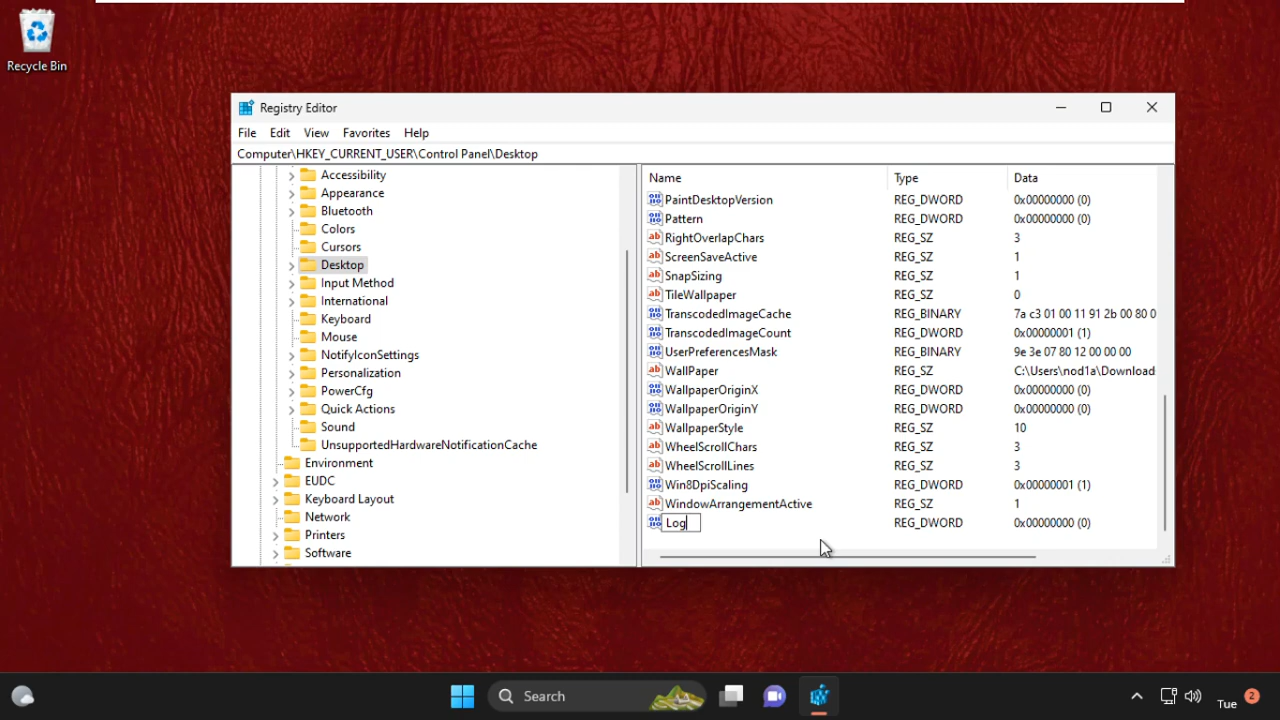 Recycle Bin
Registry Editor
File Edit View Favorites Help
Computer\HKEY_CURRENT_USER\Control Panel\Desktop
Accessibility
Appearance
Bluetooth
Colors
Cursors
Desktop
Input Method
International
Keyboard
Mouse
NotifyIconSettings
Personalization
PowerCfg
Quick Actions
Sound
UnsupportedHardwareNotificationCache
Environment
EUDC
Keyboard Layout
Network
Printers
Software
Name Type Data
PaintDesktopVersion REG_DWORD 0x00000000 (0)
Pattern REG_DWORD 0x00000000 (0)
RightOverlapChars REG_SZ 3
ScreenSaveActive REG_SZ 1
SnapSizing REG_SZ 1
TileWallpaper REG_SZ 0
TranscodedImageCache REG_BINARY 7a c3 01 00 11 91 2b 00 80 0
TranscodedImageCount REG_DWORD 0x00000001 (1)
UserPreferencesMask REG_BINARY 9e 3e 07 80 12 00 00 00
WallPaper REG_SZ C:\Users\nod1a\Download
WallpaperOriginX REG_DWORD 0x00000000 (0)
WallpaperOriginY REG_DWORD 0x00000000 (0)
WallpaperStyle REG_SZ 10
WheelScrollChars REG_SZ 3
WheelScrollLines REG_SZ 3
Win8DpiScaling REG_DWORD 0x00000001 (1)
WindowArrangementActive REG_SZ 1
Log REG_DWORD 0x00000000 (0)
Search
Tue 2